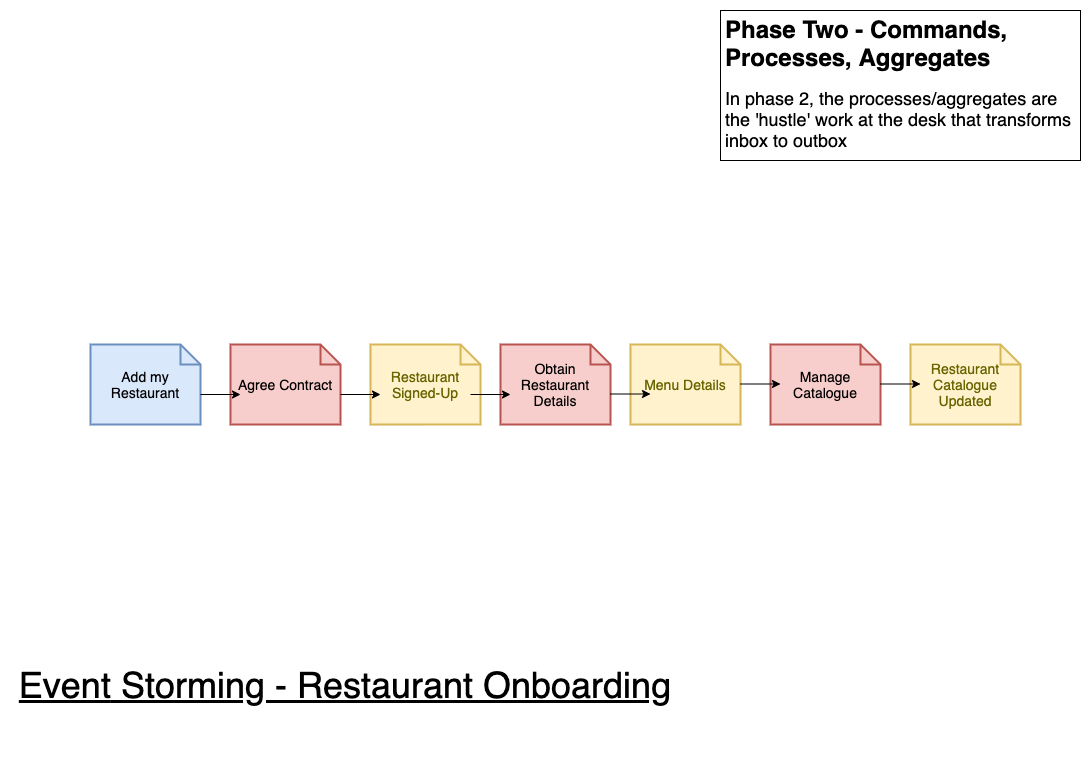 Phase Two - Commands,
Processes, Aggregates
In phase 2, the processes/aggregates are
the 'hustle' work at the desk that transforms
inbox to outbox
Add my
Restaurant
Agree Contract
Restaurant
Signed-Up
Obtain
Restaurant
Details
Menu Details
Manage
Catalogue
Restaurant
Catalogue
Updated
Event Storming - Restaurant Onboarding